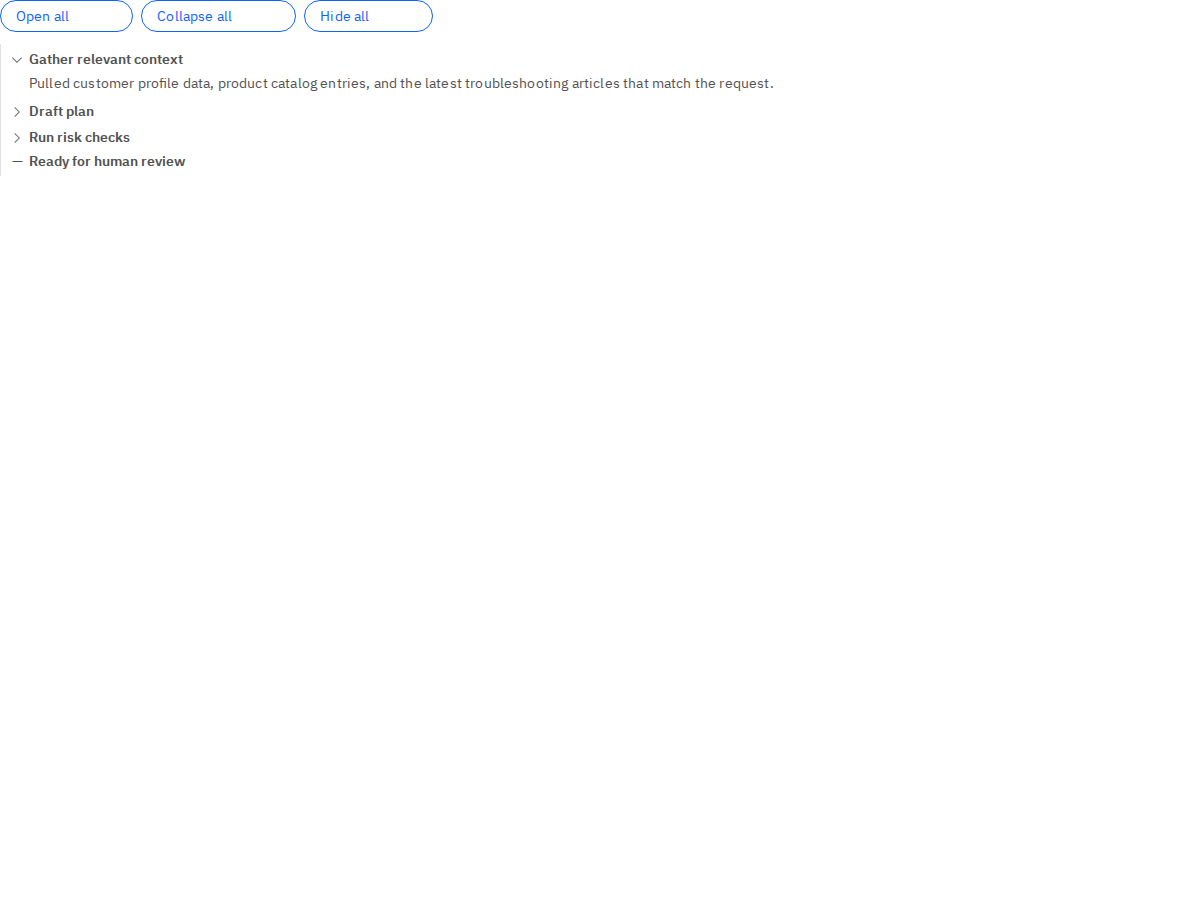 Open all
Collapse all
Hide all
Gather relevant context
Pulled customer profile data, product catalog entries, and the latest troubleshooting articles that match the request.
Draft plan
Run risk checks
Ready for human review